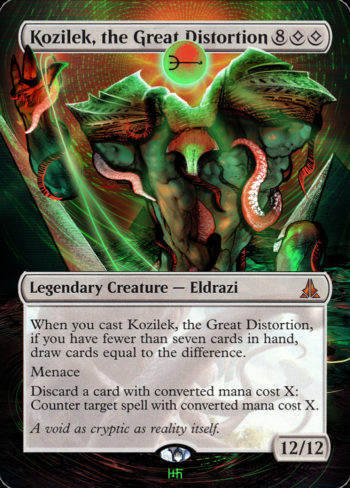 Kozilek, the Great Distortion 8◇◇
Legendary Creature — Eldrazi
When you cast Kozilek, the Great Distortion,
if you have fewer than seven cards in hand,
draw cards equal to the difference.
Menace
Discard a card with converted mana cost X:
Counter target spell with converted mana cost X.
A void as cryptic as reality itself.
12/12